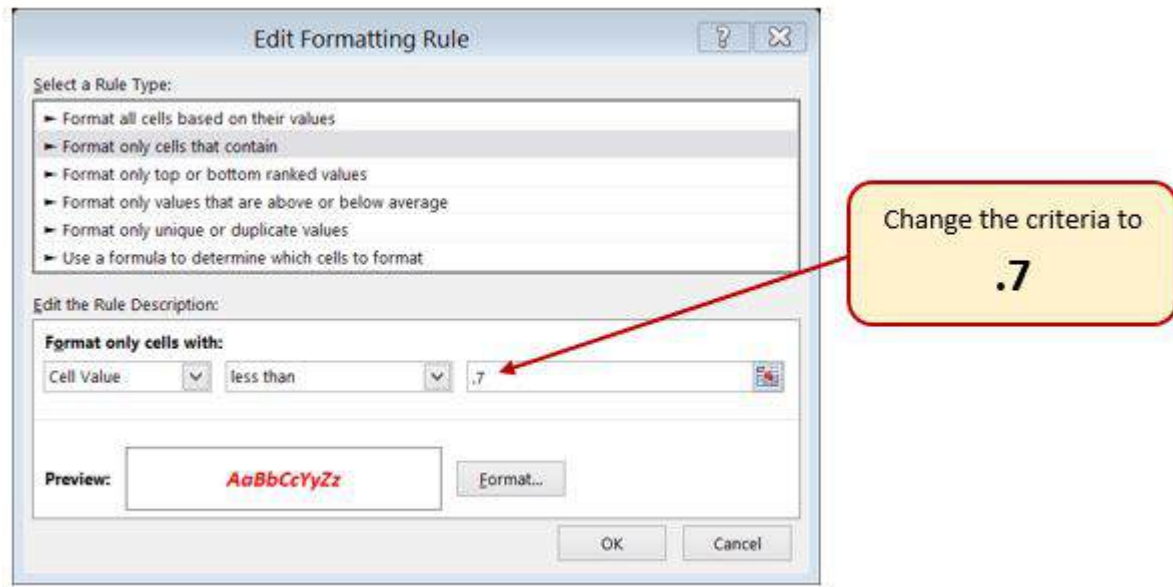 Edit Formatting Rule
Select a Rule Type:
► Format all cells based on their values
► Format only cells that contain
► Format only top or bottom ranked values
► Format only values that are above or below average
► Format only unique or duplicate values
► Use a formula to determine which cells to format
Edit the Rule Description:
Format only cells with:
Cell Value less than .7
Preview: AaBbCcYyZz Format...
OK Cancel
Change the criteria to
.7